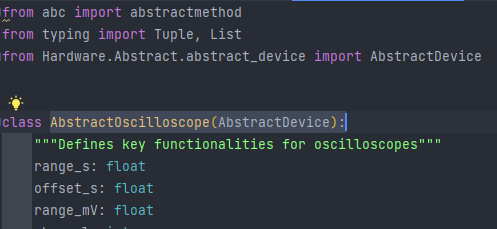 from abc import abstractmethod
from typing import Tuple, List
from Hardware.Abstract.abstract_device import AbstractDevice
class AbstractOscilloscope(AbstractDevice):
"""Defines key functionalities for oscilloscopes"""
range_s: float
offset_s: float
range_mV: float